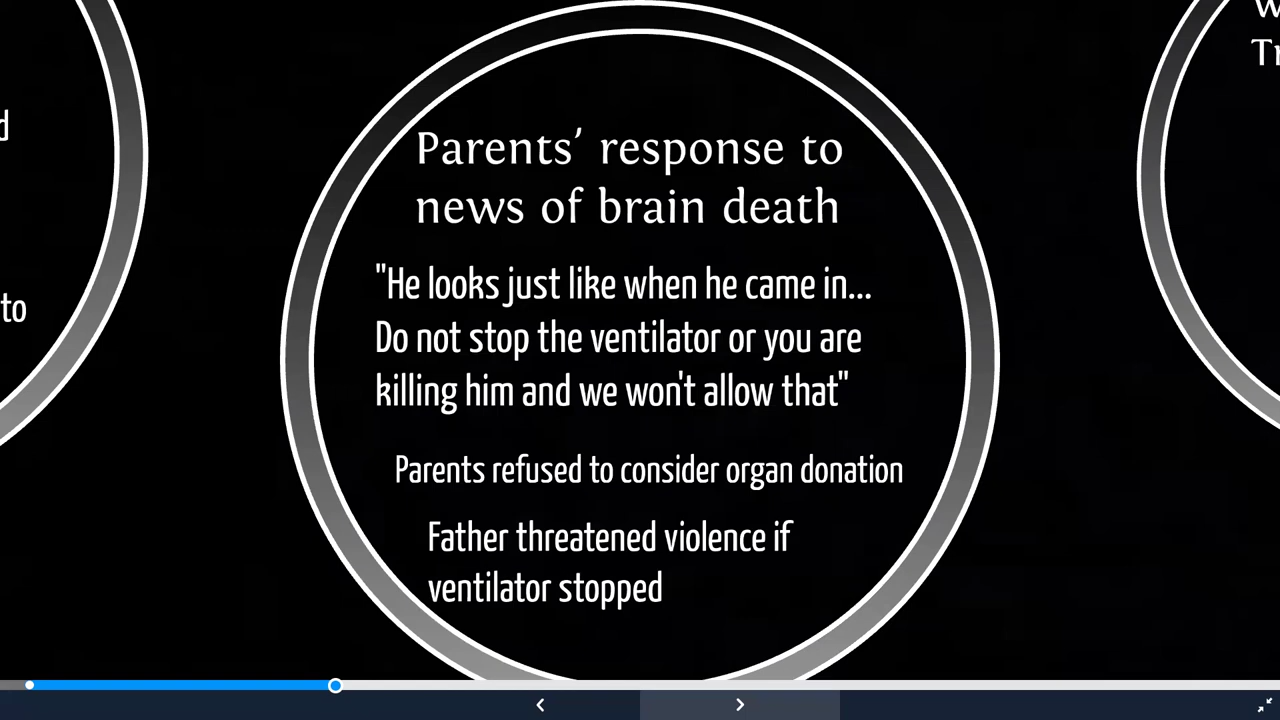 Parents’ response to
news of brain death
"He looks just like when he came in...
Do not stop the ventilator or you are
killing him and we won't allow that"
Parents refused to consider organ donation
Father threatened violence if
ventilator stopped
to